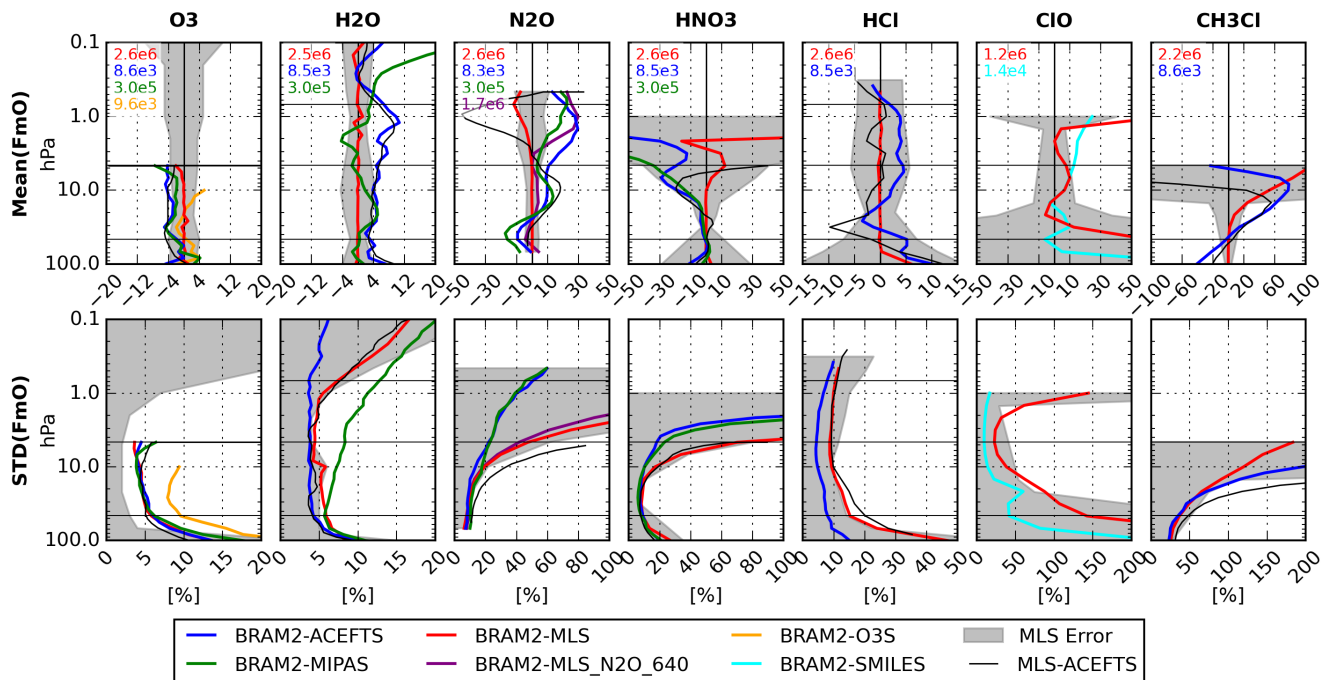 O3 H2O N2O HNO3 HCl ClO CH3Cl
Mean(FmO)
hPa
0.1
1.0
10.0
100.0
2.6e6
8.6e3
3.0e5
9.6e3
2.5e6
8.5e3
3.0e5
2.6e6
8.3e3
3.0e5
1.7e6
2.6e6
8.5e3
3.0e5
2.6e6
8.5e3
1.2e6
1.4e4
2.2e6
8.6e3
−20 −12 −4 4 12 20
−20 −12 −4 4 12 20
−50 −30 −10 10 30 50
−50 −30 −10 10 30 50
−15 −10 −5 0 5 10 15
−50 −30 −10 10 30 50
−100 −60 −20 20 60 100
STD(FmO)
hPa
0.1
1.0
10.0
100.0
0 5 10 15 20
0 5 10 15 20
0 20 40 60 80 100
0 20 40 60 80 100
0 10 20 30 40 50
0 50 100 150 200
0 50 100 150 200
[%] [%] [%] [%] [%] [%] [%]
BRAM2-ACEFTS BRAM2-MLS BRAM2-O3S MLS Error
BRAM2-MIPAS BRAM2-MLS_N2O_640 BRAM2-SMILES MLS-ACEFTS